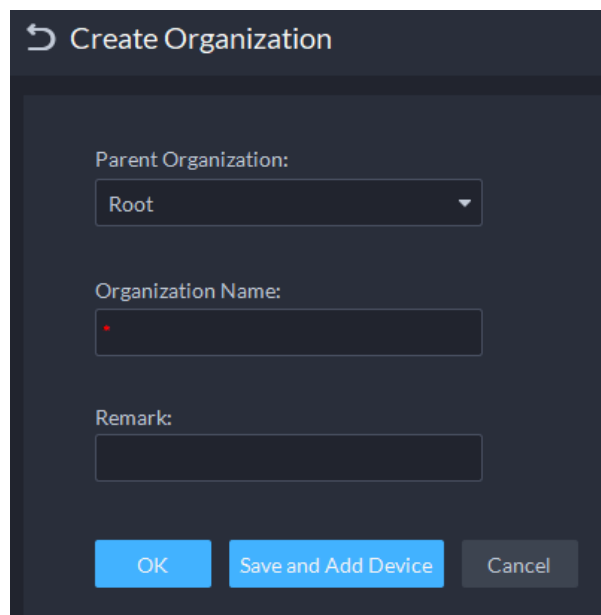 Create Organization
Parent Organization:
Root
Organization Name:
*
Remark:
OK Save and Add Device Cancel